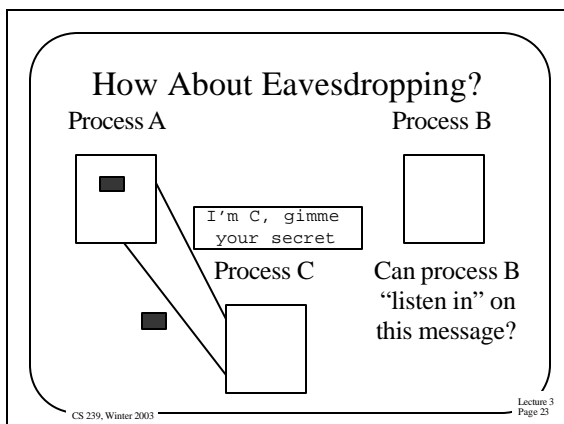 How About Eavesdropping?
Process A
Process B
I'm C, gimme
your secret
Process C
Can process B
“listen in” on
this message?
CS 239, Winter 2003
Lecture 3
Page 23